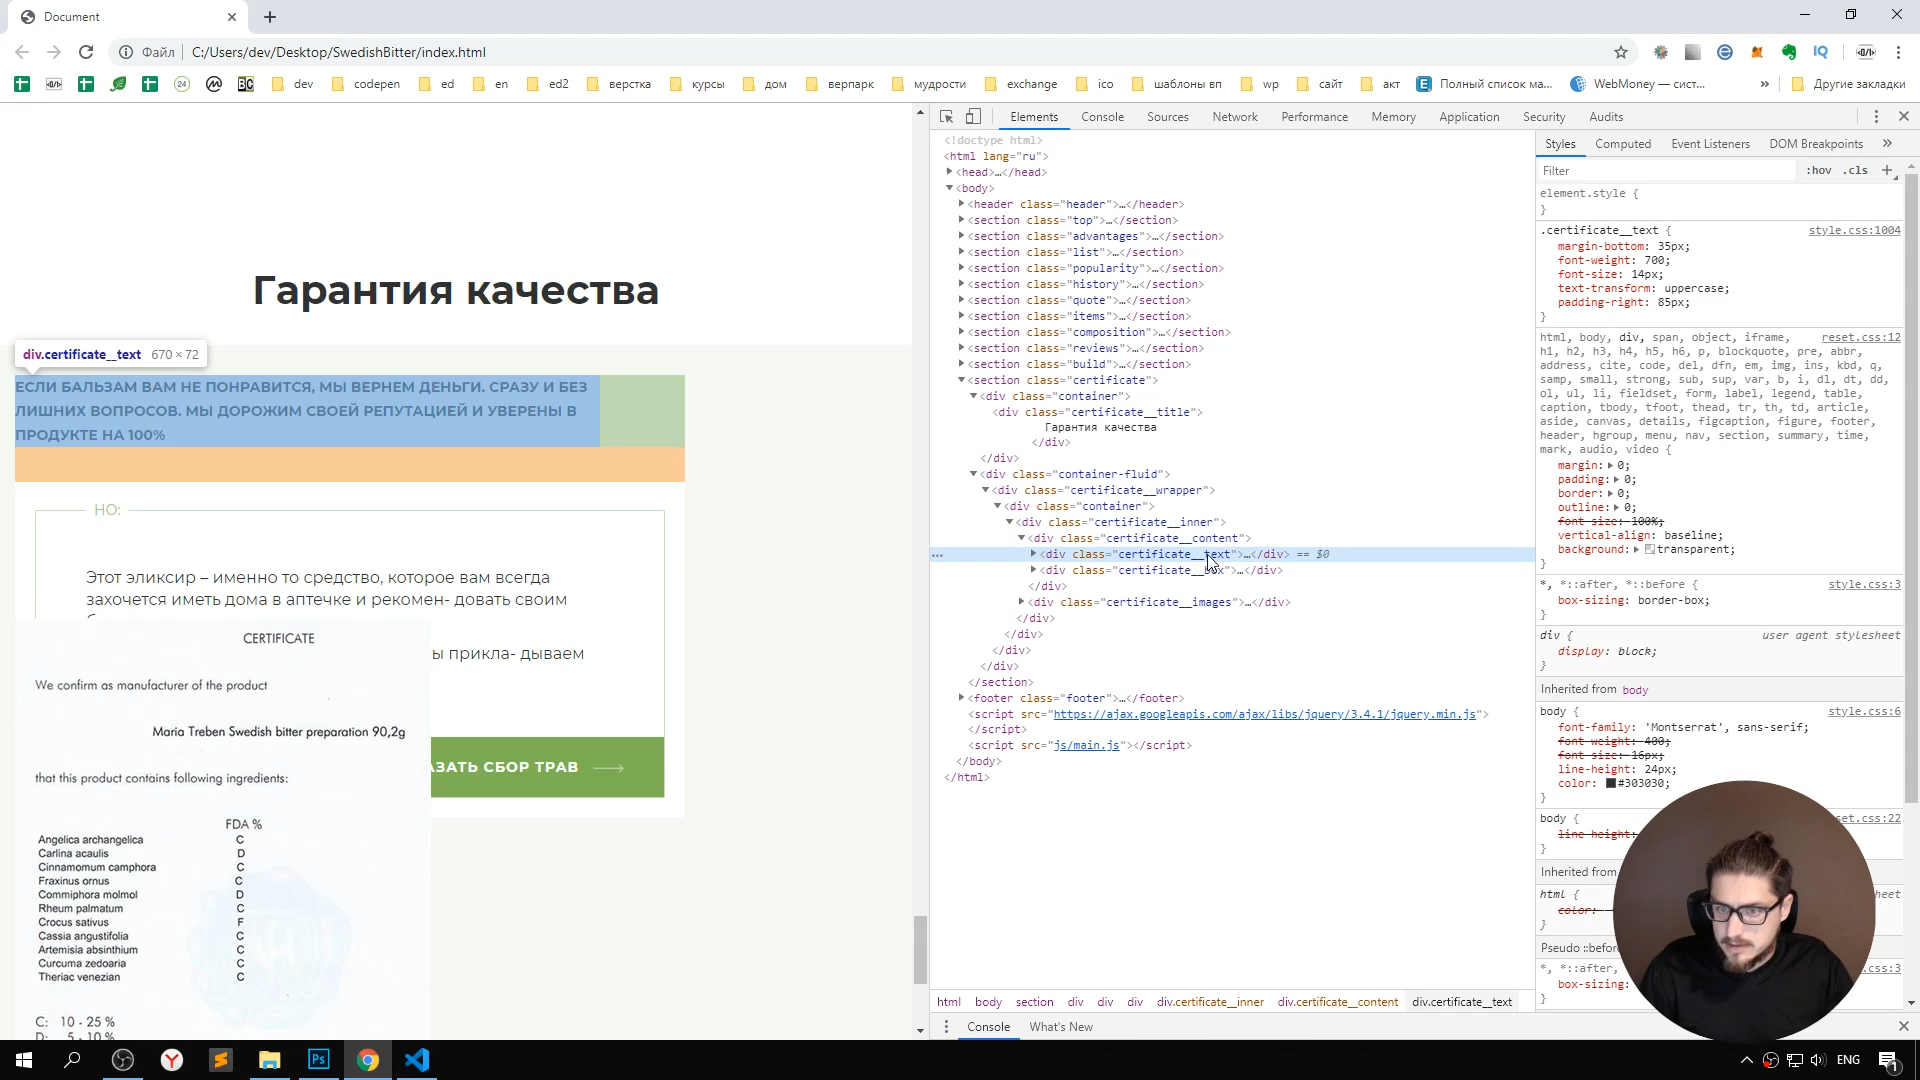 Document
Файл
C:/Users/dev/Desktop/SwedishBitter/index.html
24
BC
dev
codepen
ed
en
ed2
верстка
курсы
дом
верпарк
мудрости
exchange
ico
шаблоны вп
wp
сайт
акт
Полный список ма...
WebMoney — сист...
»
Другие закладки
Гарантия качества
div.certificate__text 670 × 72
ЕСЛИ БАЛЬЗАМ ВАМ НЕ ПОНРАВИТСЯ, МЫ ВЕРНЕМ ДЕНЬГИ. СРАЗУ И БЕЗ
ЛИШНИХ ВОПРОСОВ. МЫ ДОРОЖИМ СВОЕЙ РЕПУТАЦИЕЙ И УВЕРЕНЫ В
ПРОДУКТЕ НА 100%
НО:
Этот эликсир – именно то средство, которое вам всегда
захочется иметь дома в аптечке и рекомен- довать своим
ы прикла- дываем
АЗАТЬ СБОР ТРАВ
CERTIFICATE
We confirm as manufacturer of the product
Maria Treben Swedish bitter preparation 90,2g
that this product contains following ingredients:
FDA %
Angelica archangelica C
Carlina acaulis D
Cinnamomum camphora C
Fraxinus ornus C
Commiphora molmol D
Rheum palmatum C
Crocus sativus F
Cassia angustifolia C
Artemisia absinthium C
Curcuma zedoaria C
Theriac venezian C
C: 10 - 25 %
D: 5 - 10 %
Elements Console Sources Network Performance Memory Application Security Audits
<!doctype html>
<html lang="ru">
<head>…</head>
<body>
<header class="header">…</header>
<section class="top">…</section>
<section class="advantages">…</section>
<section class="list">…</section>
<section class="popularity">…</section>
<section class="history">…</section>
<section class="quote">…</section>
<section class="items">…</section>
<section class="composition">…</section>
<section class="reviews">…</section>
<section class="build">…</section>
<section class="certificate">
<div class="container">
<div class="certificate__title">
Гарантия качества
</div>
</div>
<div class="container-fluid">
<div class="certificate__wrapper">
<div class="container">
<div class="certificate__inner">
<div class="certificate__content">
<div class="certificate__text">…</div> == $0
<div class="certificate__box">…</div>
</div>
<div class="certificate__images">…</div>
</div>
</div>
</div>
</div>
</section>
<footer class="footer">…</footer>
<script src="https://ajax.googleapis.com/ajax/libs/jquery/3.4.1/jquery.min.js">
</script>
<script src="js/main.js"></script>
</body>
</html>
html body section div div div div.certificate__inner div.certificate__content div.certificate__text
Console What's New
Styles Computed Event Listeners DOM Breakpoints »
Filter :hov .cls +
element.style {
}
.certificate__text { style.css:1004
margin-bottom: 35px;
font-weight: 700;
font-size: 14px;
text-transform: uppercase;
padding-right: 85px;
}
html, body, div, span, object, iframe, reset.css:12
h1, h2, h3, h4, h5, h6, p, blockquote, pre, abbr,
address, cite, code, del, dfn, em, img, ins, kbd, q,
samp, small, strong, sub, sup, var, b, i, dl, dt, dd,
ol, ul, li, fieldset, form, label, legend, table,
caption, tbody, tfoot, thead, tr, th, td, article,
aside, canvas, details, figcaption, figure, footer,
header, hgroup, menu, nav, section, summary, time,
mark, audio, video {
margin: 0;
padding: 0;
border: 0;
outline: 0;
font-size: 100%;
vertical-align: baseline;
background: transparent;
}
*, *::after, *::before { style.css:3
box-sizing: border-box;
}
div { user agent stylesheet
display: block;
}
Inherited from body
body { style.css:6
font-family: 'Montserrat', sans-serif;
font-weight: 400;
font-size: 16px;
line-height: 24px;
color: #303030;
}
body { set.css:22
line-height:
}
Inherited from
html { heet
color:
}
Pseudo ::befor
*, *::after, .css:3
box-sizing:
}
Ps
ENG
1